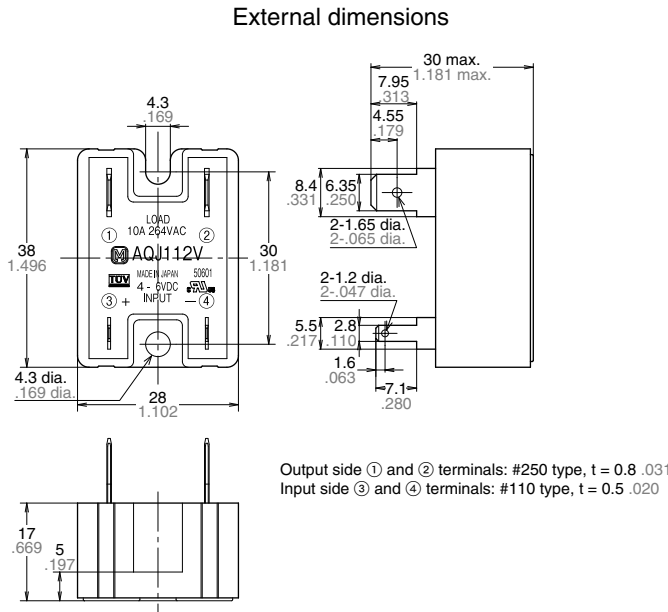 External dimensions
4.3
.169
38
1.496
30
1.181
LOAD
10A 264VAC
① ②
M AQJ112V
TÜV MADE IN JAPAN 50601
4 - 6VDC
③ + INPUT − ④
4.3 dia.
.169 dia.
28
1.102
30 max.
1.181 max.
7.95
.313
4.55
.179
8.4
.331
6.35
.250
2-1.65 dia.
2-.065 dia.
2-1.2 dia.
2-.047 dia.
5.5
.217
2.8
.110
1.6
.063
7.1
.280
17
.669
5
.197
Output side ① and ② terminals: #250 type, t = 0.8 .031
Input side ③ and ④ terminals: #110 type, t = 0.5 .020